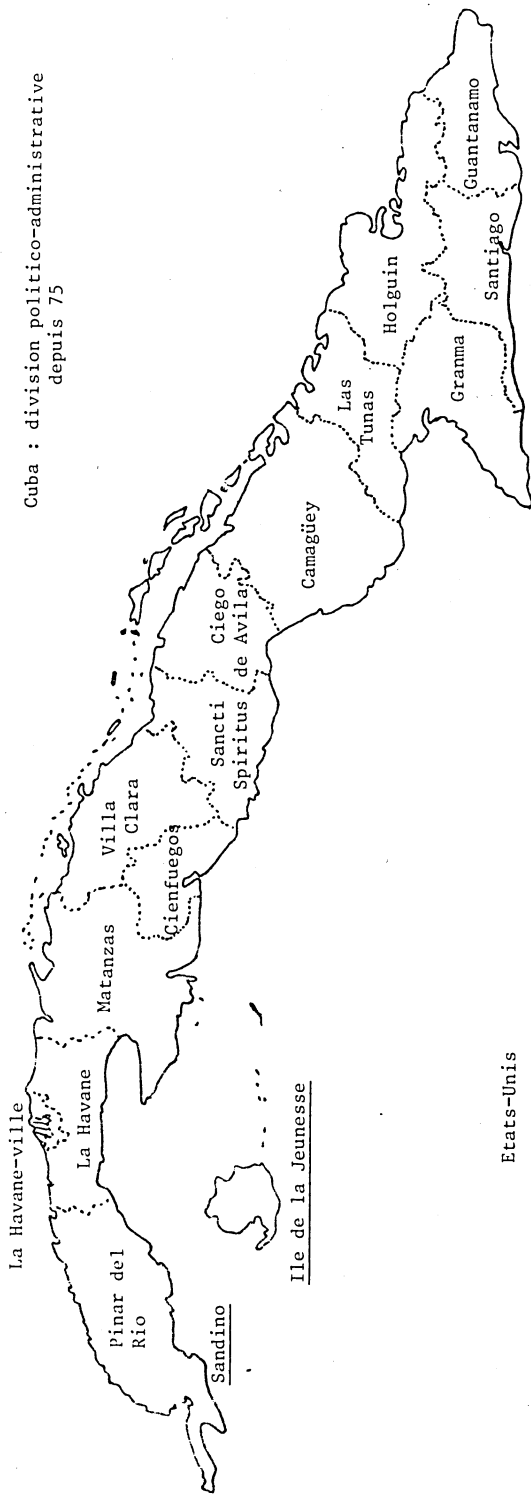 Cuba : division politico-administrative
depuis 75
La Havane-ville
Pinar del
Rio
La Havane
Matanzas
Villa
Clara
Cienfuegos
Sancti
Spiritus
Ciego
de Avila
Camagüey
Las
Tunas
Holguin
Granma
Santiago
Guantanamo
Sandino
Ile de la Jeunesse
Etats-Unis